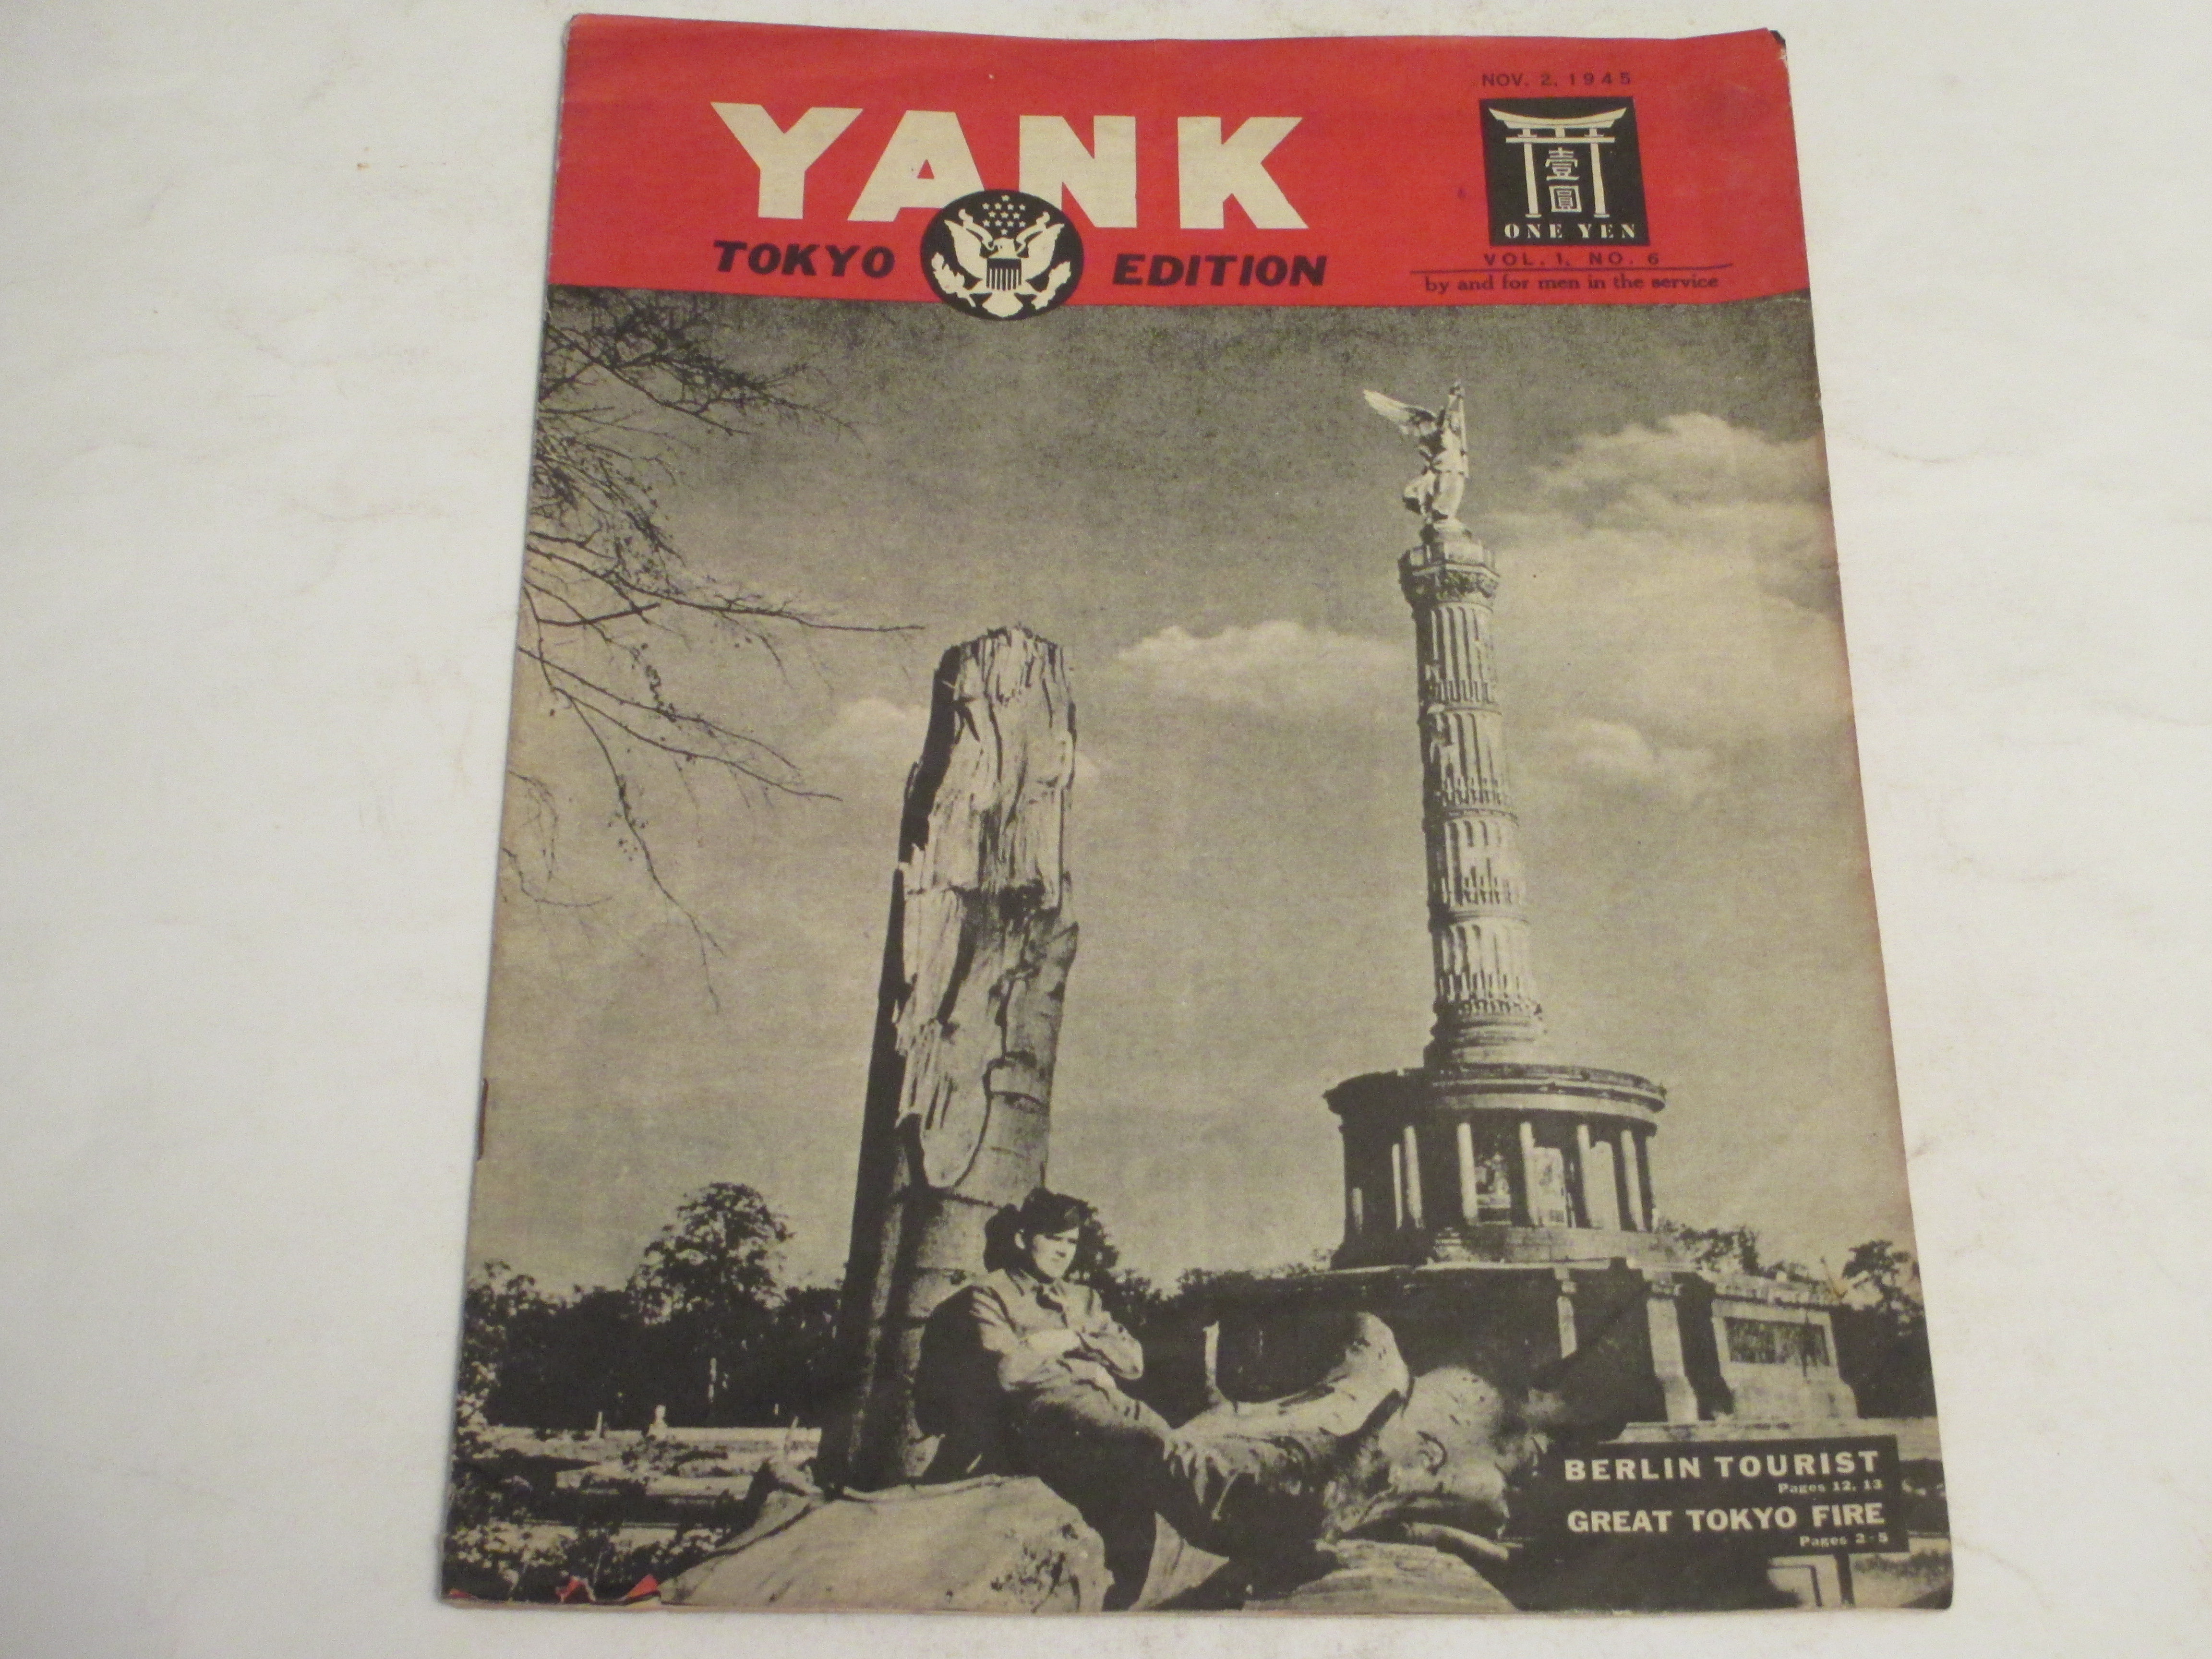 NOV. 2, 1945
YANK
壹
圓
ONE YEN
TOKYO EDITION
VOL. 1, NO. 6
by and for men in the service
BERLIN TOURIST
Pages 12, 13
GREAT TOKYO FIRE
Pages 2-5